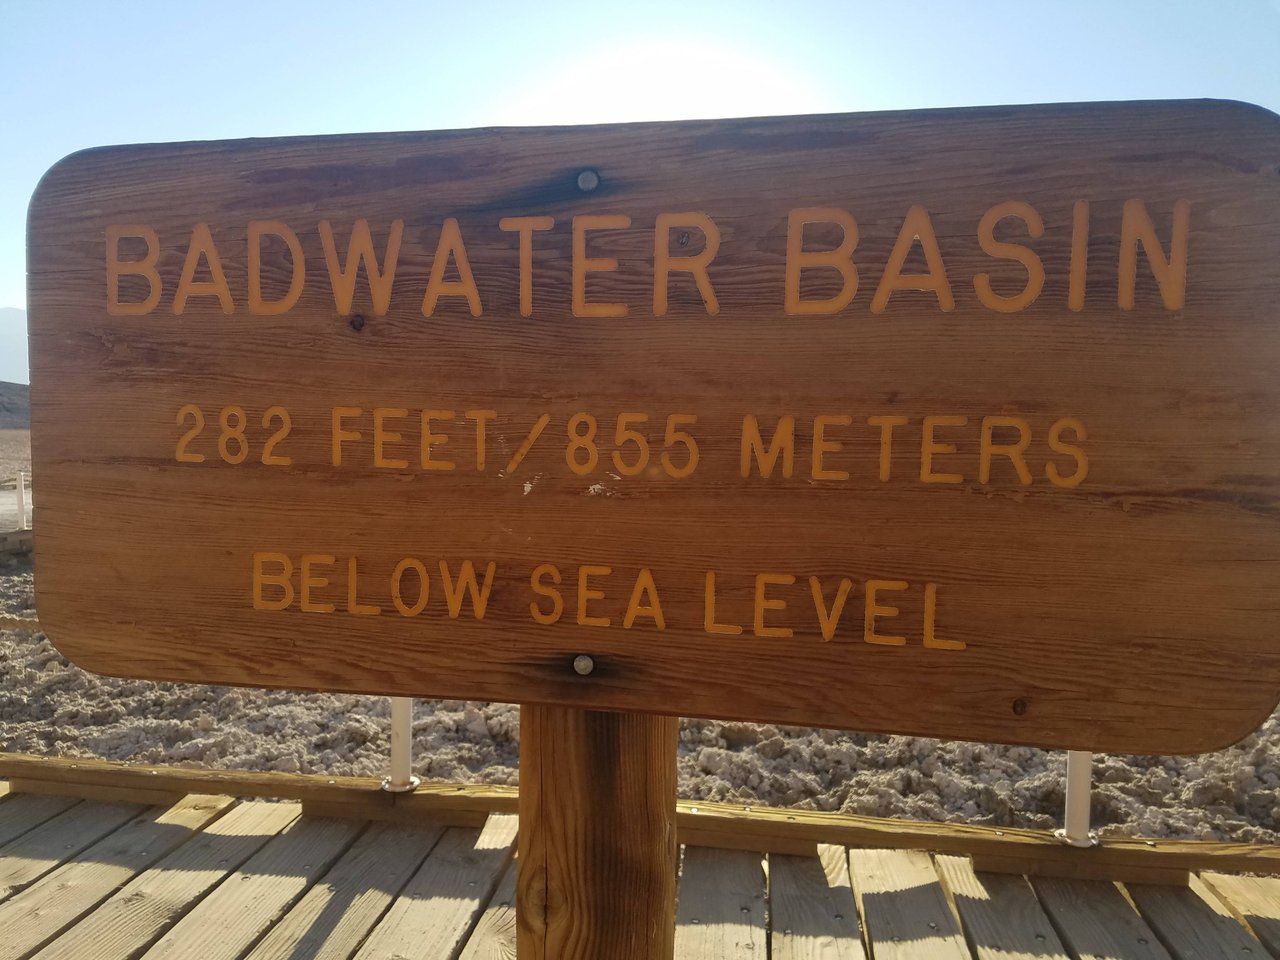 BADWATER BASIN
282 FEET/855 METERS
BELOW SEA LEVEL